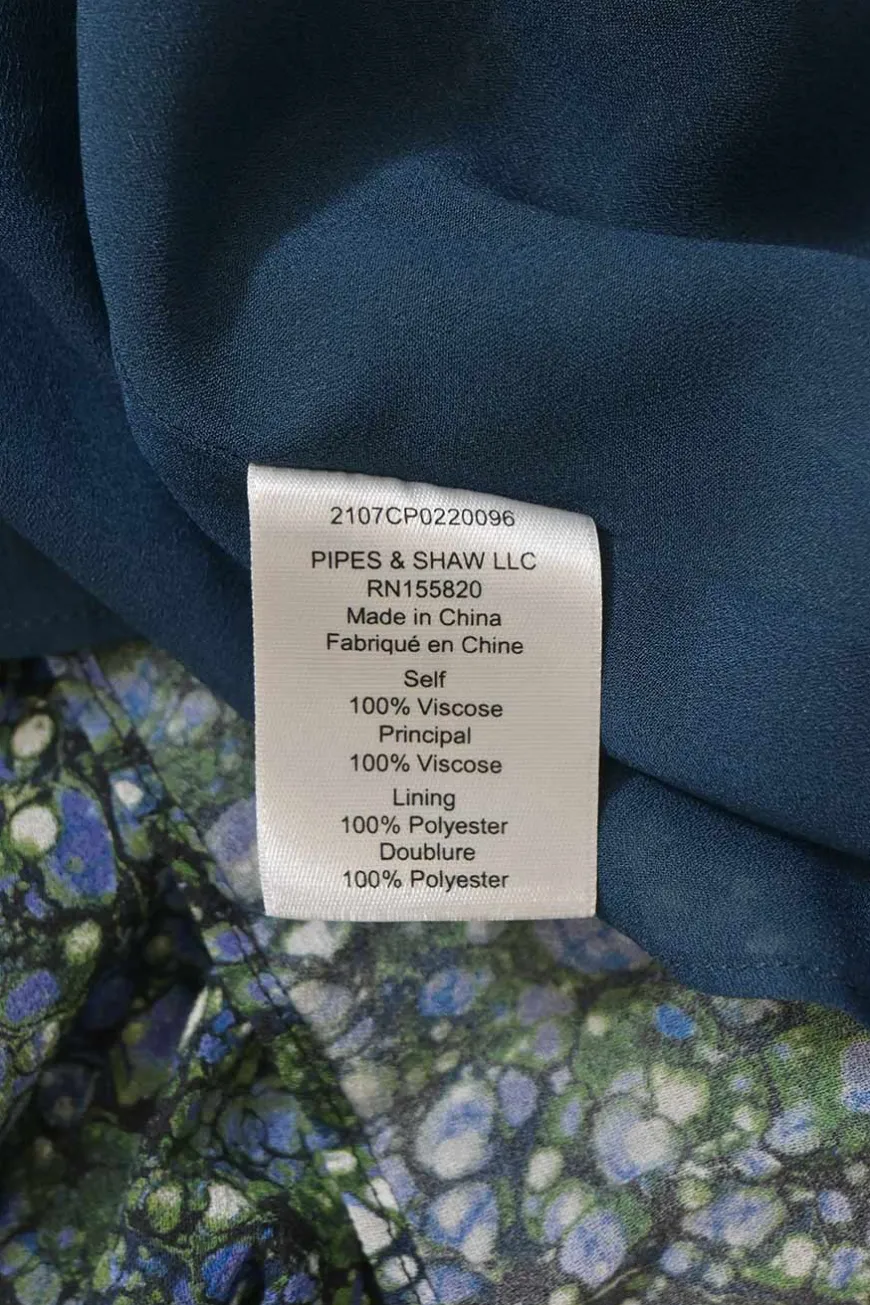 2107CP0220096
PIPES & SHAW LLC
RN155820
Made in China
Fabriqué en Chine
Self
100% Viscose
Principal
100% Viscose
Lining
100% Polyester
Doublure
100% Polyester